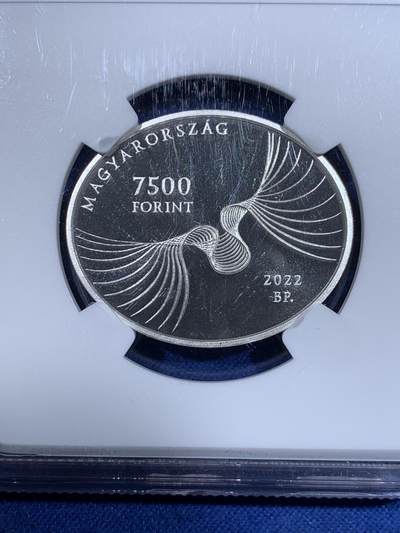 MAGYARORSZÁG
7500
FORINT
2022
BP.